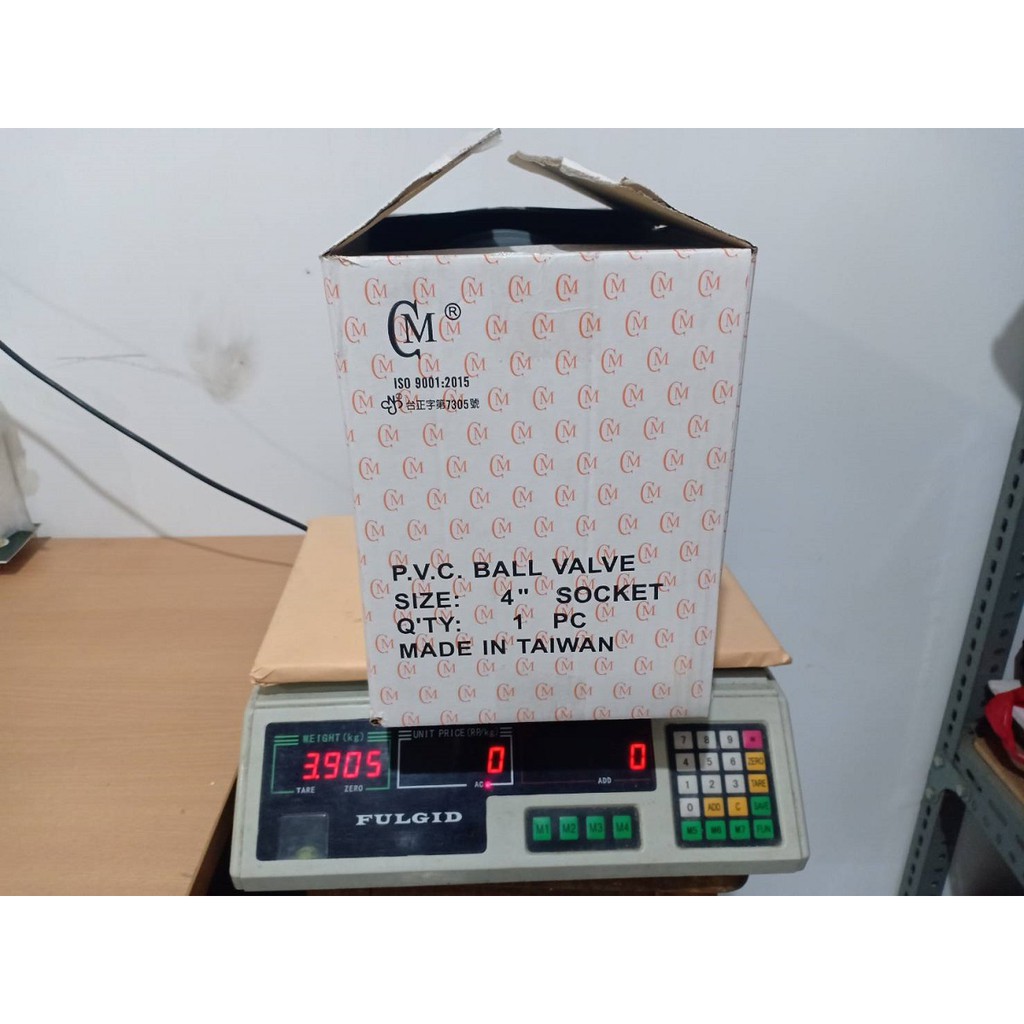 CM®
ISO 9001:2015
台正字第7305號
P.V.C. BALL VALVE
SIZE: 4" SOCKET
Q'TY: 1 PC
MADE IN TAIWAN
WEIGHT(kg) UNIT PRICE(RP/kg)
3.905 0 0
TARE ZERO AC ADD
FULGID
M1 M2 M3 M4
7 8 9
4 5 6 ZERO
1 2 3 TARE
0 ADD C SAVE
M5 M6 M7 FUN